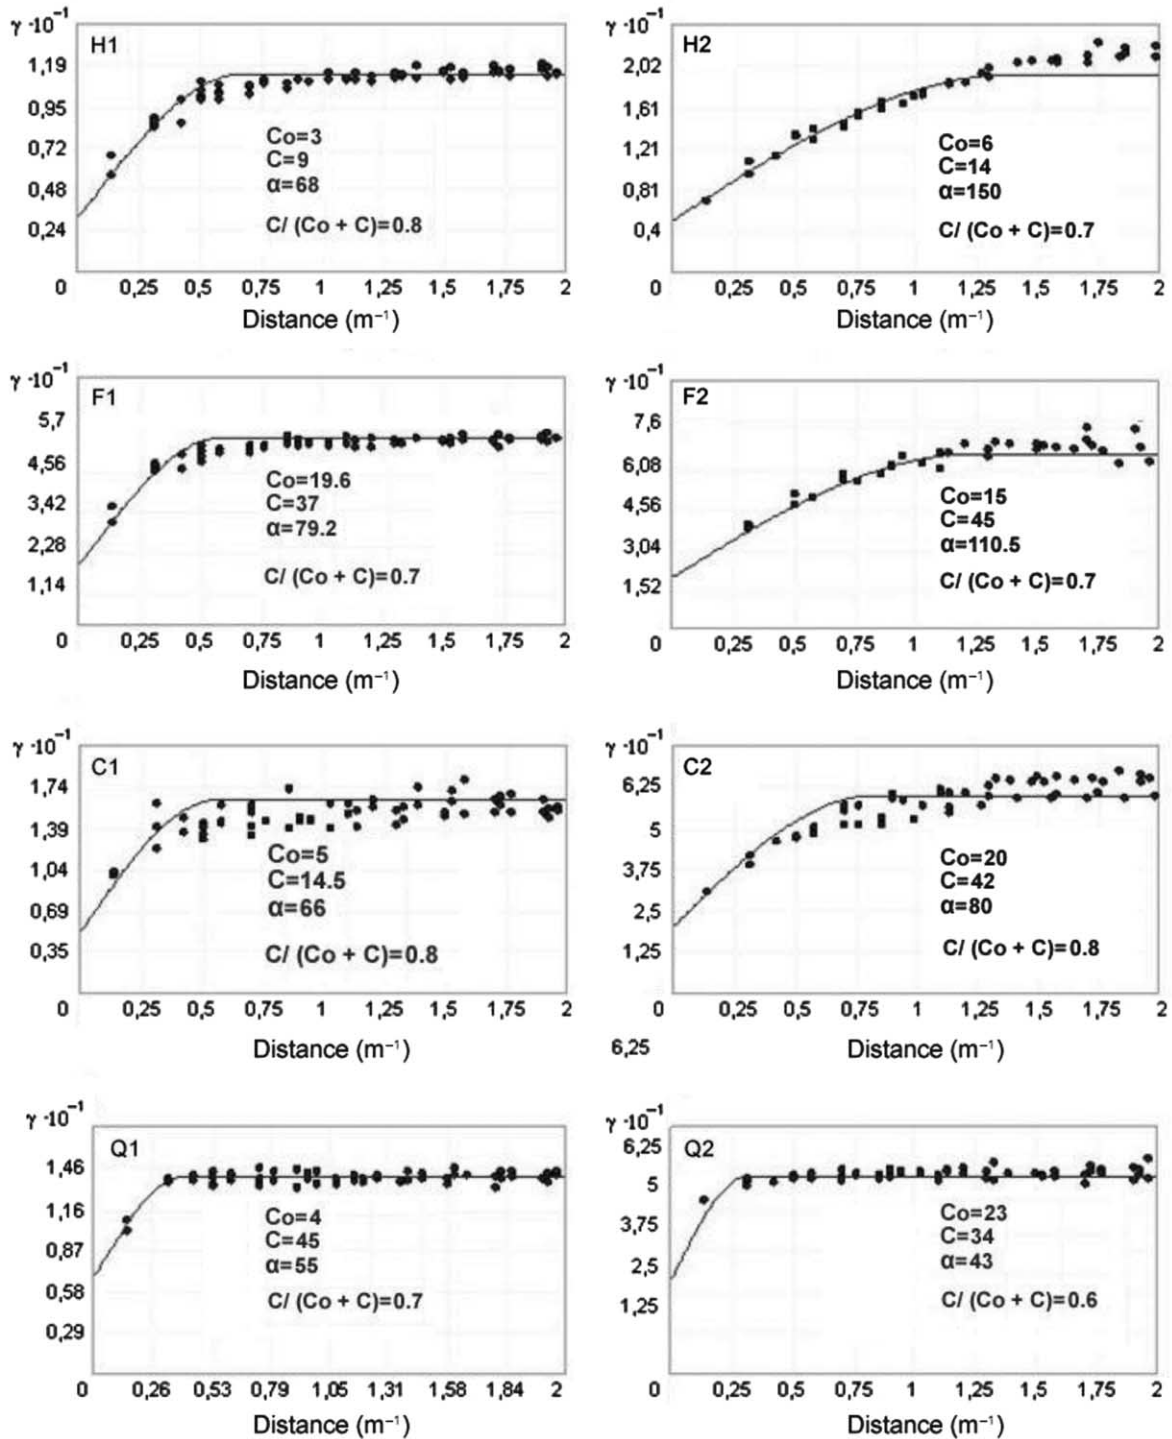 γ ·10⁻¹
H1
1,19
0,95
0,72
0,48
0,24
Co=3
C=9
α=68
C/ (Co + C)=0.8
0 0,25 0,5 0,75 1 1,25 1,5 1,75 2
Distance (m⁻¹)
γ ·10⁻¹
H2
2,02
1,61
1,21
0,81
0,4
Co=6
C=14
α=150
C/ (Co + C)=0.7
0 0,25 0,5 0,75 1 1,25 1,5 1,75 2
Distance (m⁻¹)
γ ·10⁻¹
F1
5,7
4,56
3,42
2,28
1,14
Co=19.6
C=37
α=79.2
C/ (Co + C)=0.7
0 0,25 0,5 0,75 1 1,25 1,5 1,75 2
Distance (m⁻¹)
γ ·10⁻¹
F2
7,6
6,08
4,56
3,04
1,52
Co=15
C=45
α=110.5
C/ (Co + C)=0.7
0 0,25 0,5 0,75 1 1,25 1,5 1,75 2
Distance (m⁻¹)
γ ·10⁻¹
C1
1,74
1,39
1,04
0,69
0,35
Co=5
C=14.5
α=66
C/ (Co + C)=0.8
0 0,25 0,5 0,75 1 1,25 1,5 1,75 2
Distance (m⁻¹)
γ ·10⁻¹
C2
6,25
5
3,75
2,5
1,25
Co=20
C=42
α=80
C/ (Co + C)=0.8
0 0,25 0,5 0,75 1 1,25 1,5 1,75 2
6,25
Distance (m⁻¹)
γ ·10⁻¹
Q1
1,46
1,16
0,87
0,58
0,29
Co=4
C=45
α=55
C/ (Co + C)=0.7
0 0,26 0,53 0,79 1,05 1,31 1,58 1,84 2
Distance (m⁻¹)
γ ·10⁻¹
Q2
6,25
5
3,75
2,5
1,25
Co=23
C=34
α=43
C/ (Co + C)=0.6
0 0,25 0,5 0,75 1 1,25 1,5 1,75 2
Distance (m⁻¹)